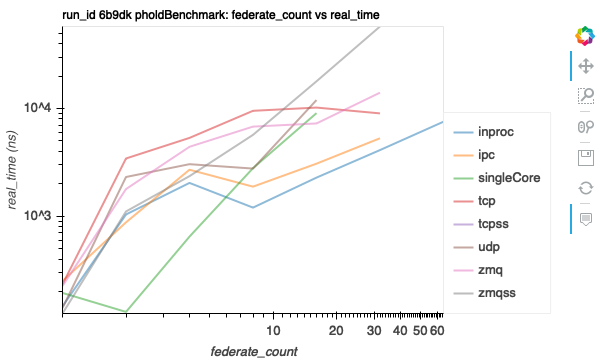 run_id 6b9dk pholdBenchmark: federate_count vs real_time
real_time (ns)
10^4
10^3
10
20
30
40
50
60
federate_count
inproc
ipc
singleCore
tcp
tcpss
udp
zmq
zmqss